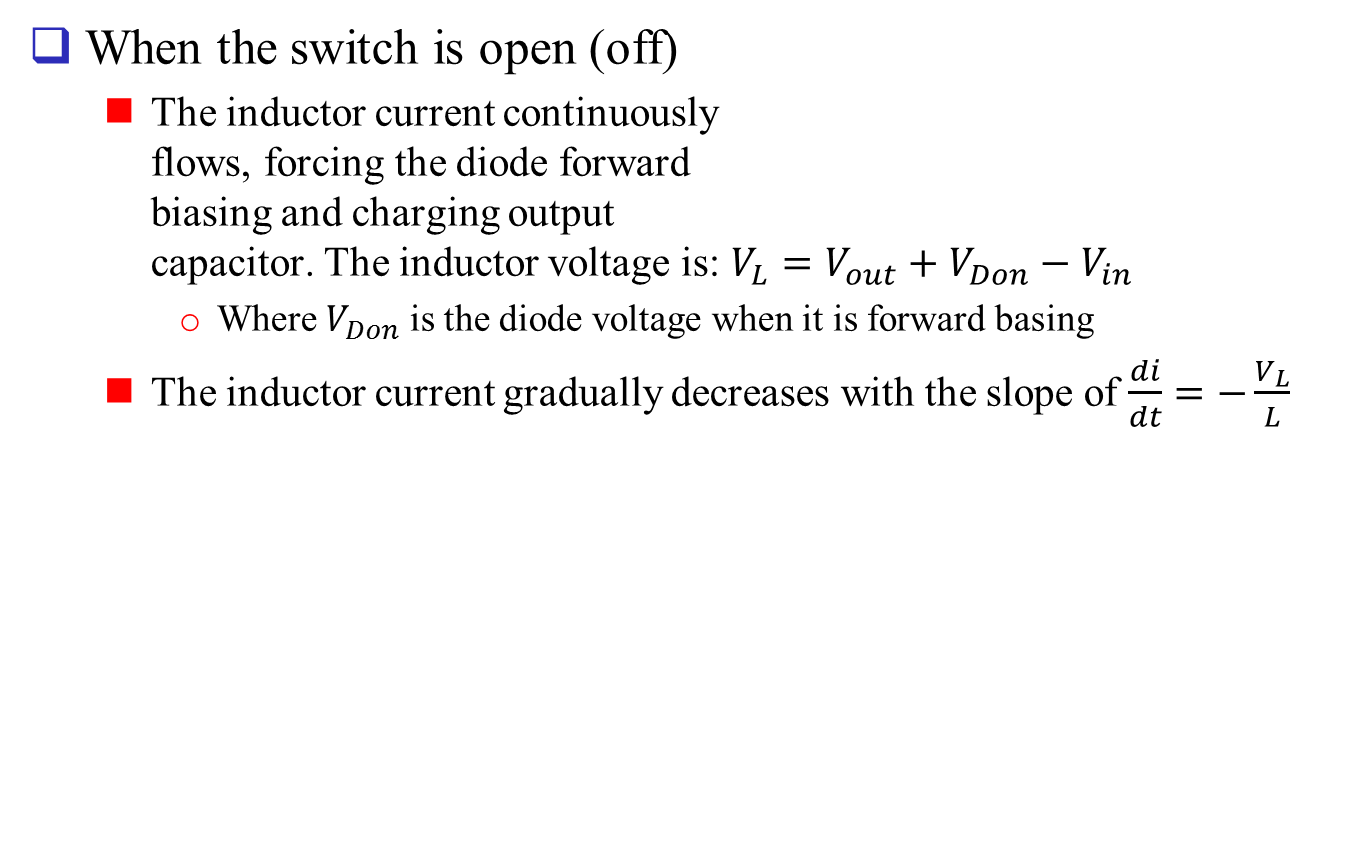 When the switch is open (off)
The inductor current continuously
flows, forcing the diode forward
biasing and charging output
capacitor. The inductor voltage is: V_L = V_out + V_Don − V_in
Where V_Don is the diode voltage when it is forward basing
The inductor current gradually decreases with the slope of di/dt = − V_L/L